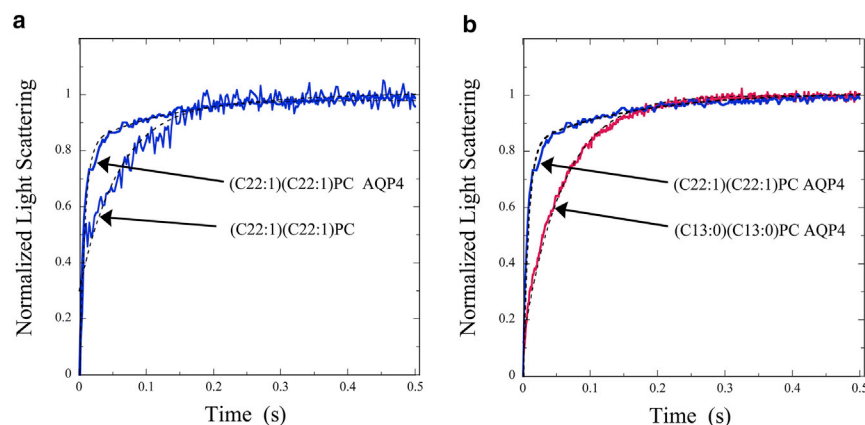 a
Normalized Light Scattering
1
0.8
0.6
0.4
0.2
0
0
0.1
0.2
0.3
0.4
0.5
Time (s)
(C22:1)(C22:1)PC AQP4
(C22:1)(C22:1)PC
b
Normalized Light Scattering
1
0.8
0.6
0.4
0.2
0
0
0.1
0.2
0.3
0.4
0.5
Time (s)
(C22:1)(C22:1)PC AQP4
(C13:0)(C13:0)PC AQP4